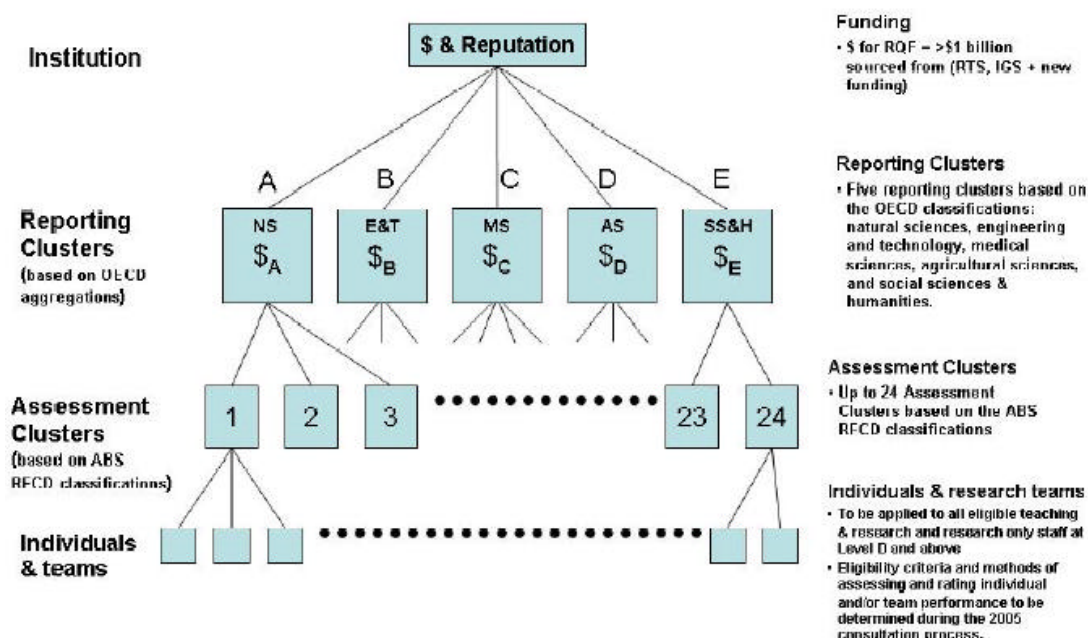 Institution
$ & Reputation
Funding
• $ for RQF – >$1 billion
sourced from (RTS, IGS + new
funding)
A B C D E
Reporting
Clusters
(based on OECD
aggregations)
NS
$A
E&T
$B
MS
$C
AS
$D
SS&H
$E
Reporting Clusters
• Five reporting clusters based on
the OECD classifications:
natural sciences, engineering
and technology, medical
sciences, agricultural sciences,
and social sciences &
humanities.
Assessment
Clusters
(based on ABS
RFCD classifications)
1 2 3 23 24
Assessment Clusters
• Up to 24 Assessment
Clusters based on the ABS
RFCD classifications
Individuals
& teams
Individuals & research teams
• To be applied to all eligible teaching
& research and research only staff at
Level D and above
• Eligibility criteria and methods of
assessing and rating individual
and/or team performance to be
determined during the 2005
consultation process.